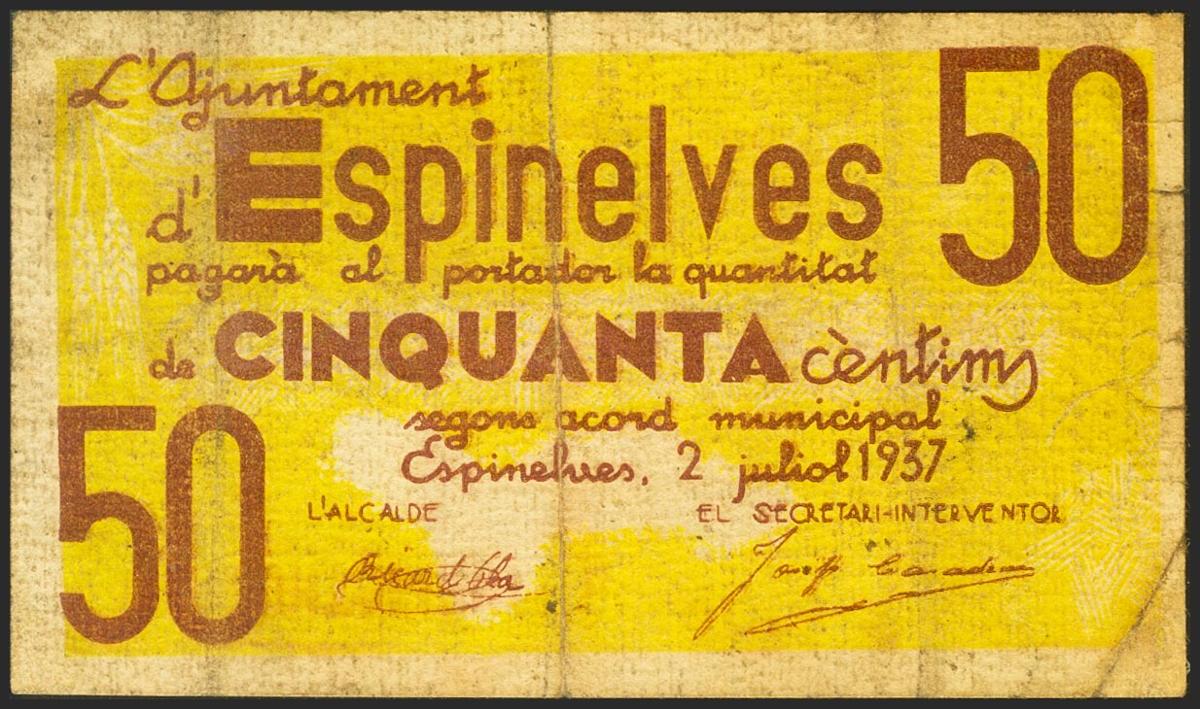 L'Ajuntament
50
d'Espinelves
pagarà al portador la quantitat
de CINQUANTA cèntims
50
segons acord municipal
Espinelves, 2 juliol 1937
L'ALCALDE
EL SECRETARI-INTERVENTOR
Josep